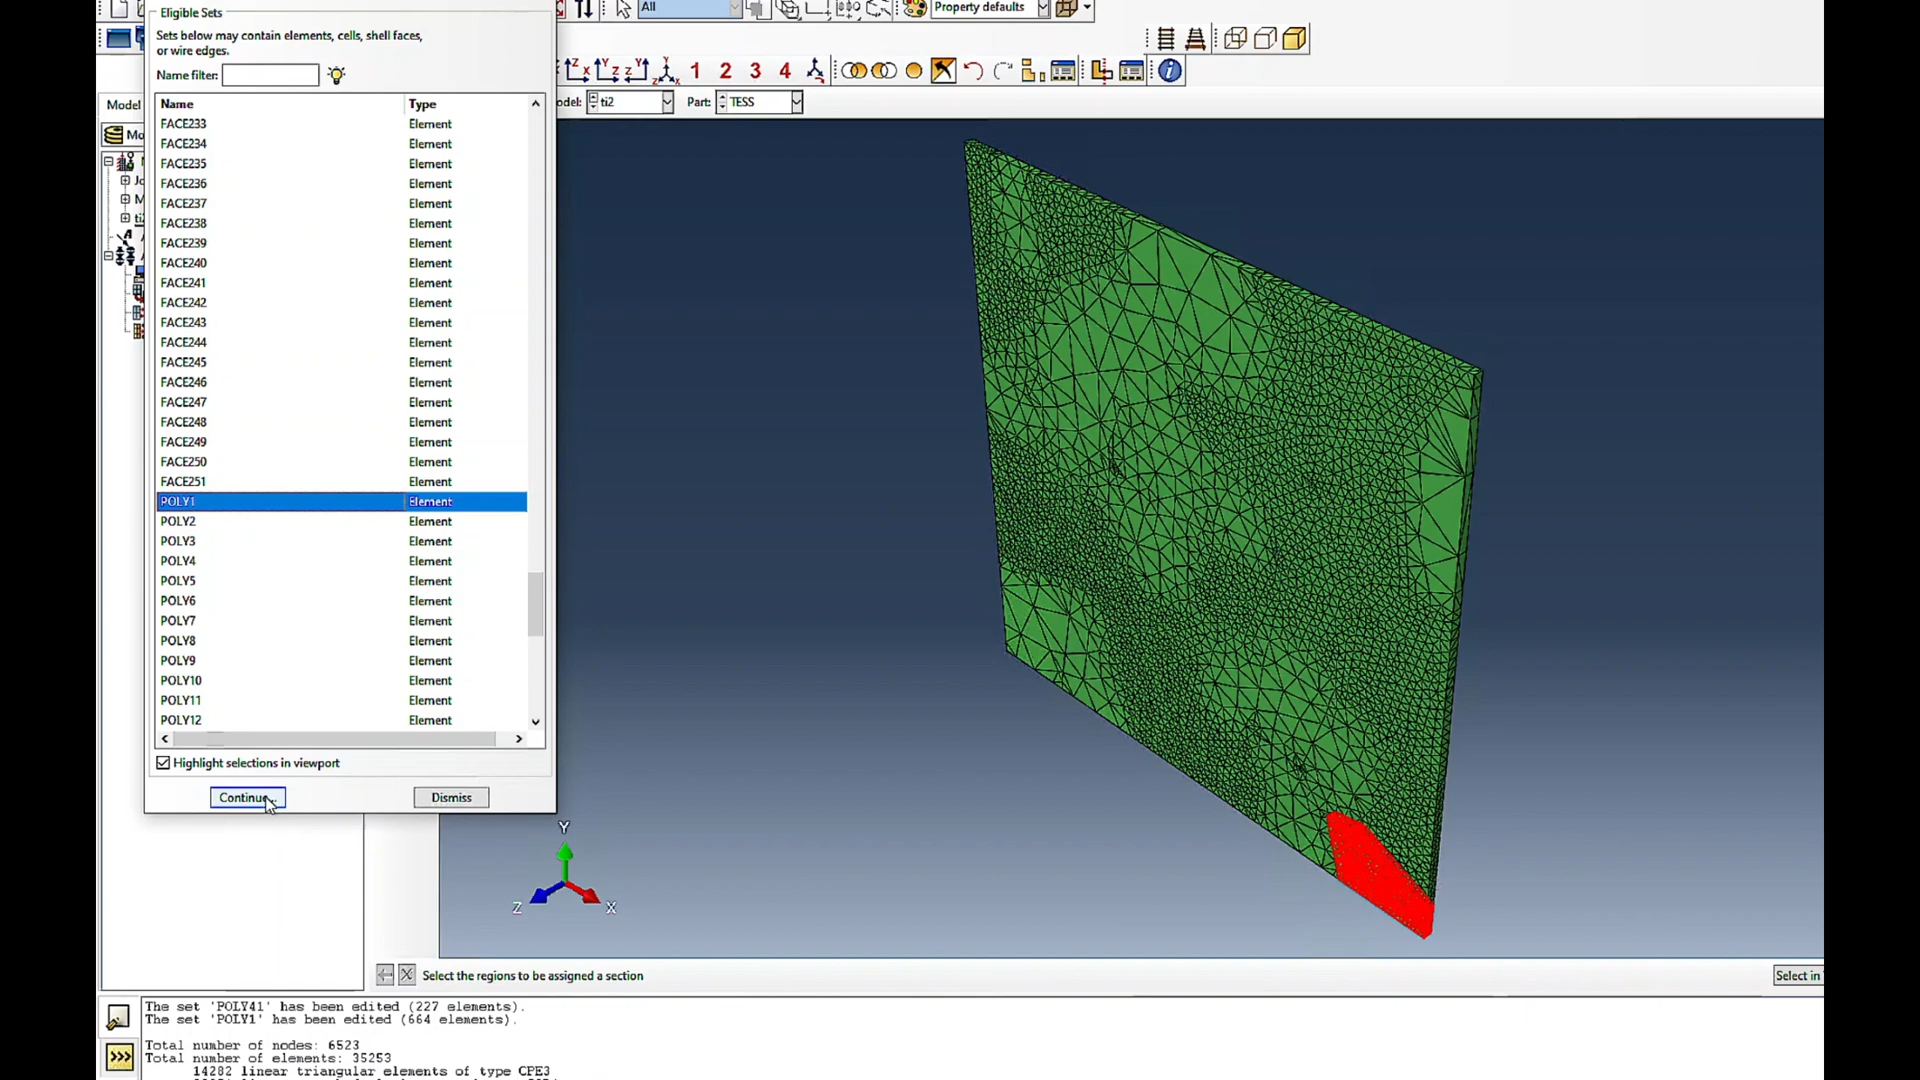 Eligible Sets
Sets below may contain elements, cells, shell faces,
or wire edges.
Name filter:
Name Type
FACE233 Element
FACE234 Element
FACE235 Element
FACE236 Element
FACE237 Element
FACE238 Element
FACE239 Element
FACE240 Element
FACE241 Element
FACE242 Element
FACE243 Element
FACE244 Element
FACE245 Element
FACE246 Element
FACE247 Element
FACE248 Element
FACE249 Element
FACE250 Element
FACE251 Element
POLY1 Element
POLY2 Element
POLY3 Element
POLY4 Element
POLY5 Element
POLY6 Element
POLY7 Element
POLY8 Element
POLY9 Element
POLY10 Element
POLY11 Element
POLY12 Element
Highlight selections in viewport
Continue... Dismiss
All Property defaults
1 2 3 4
odel: ti2 Part: TESS
Model
Mo
Y
Z X
Select the regions to be assigned a section
Select in
The set 'POLY41' has been edited (227 elements).
The set 'POLY1' has been edited (664 elements).
Total number of nodes: 6523
Total number of elements: 35253
14282 linear triangular elements of type CPE3